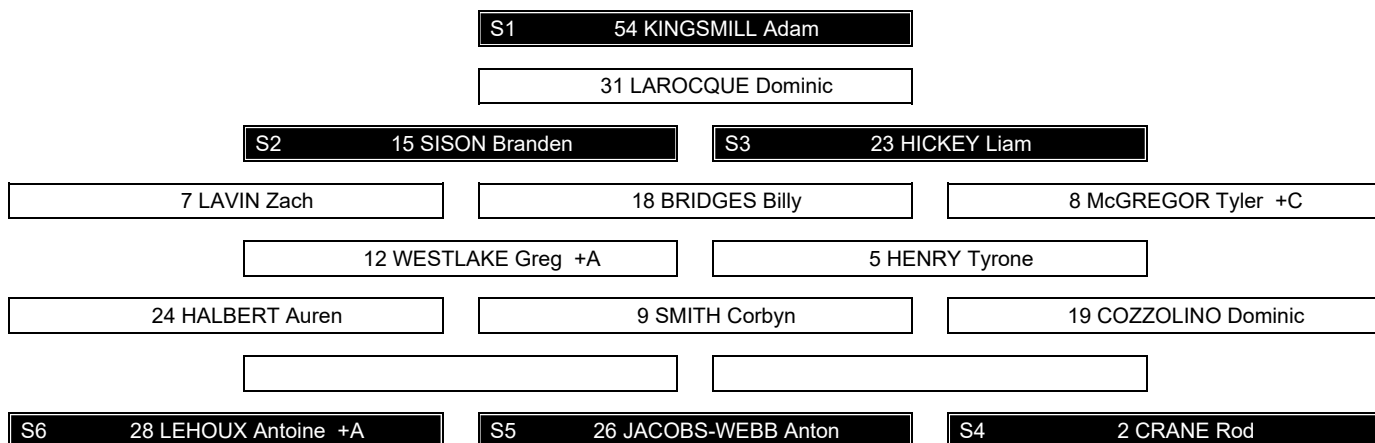 S1 54 KINGSMILL Adam
31 LAROCQUE Dominic
S2 15 SISON Branden S3 23 HICKEY Liam
7 LAVIN Zach 18 BRIDGES Billy 8 McGREGOR Tyler +C
12 WESTLAKE Greg +A 5 HENRY Tyrone
24 HALBERT Auren 9 SMITH Corbyn 19 COZZOLINO Dominic
S6 28 LEHOUX Antoine +A S5 26 JACOBS-WEBB Anton S4 2 CRANE Rod